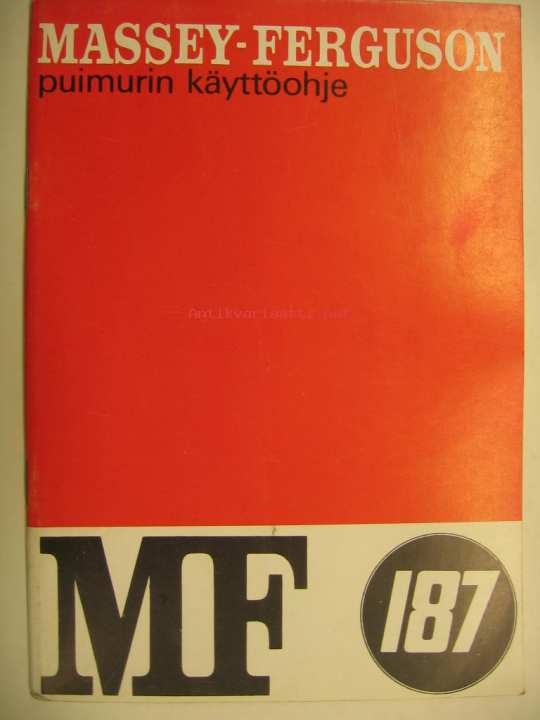 MASSEY-FERGUSON
puimurin käyttöohje
Antikvariaatti.net
MF
187